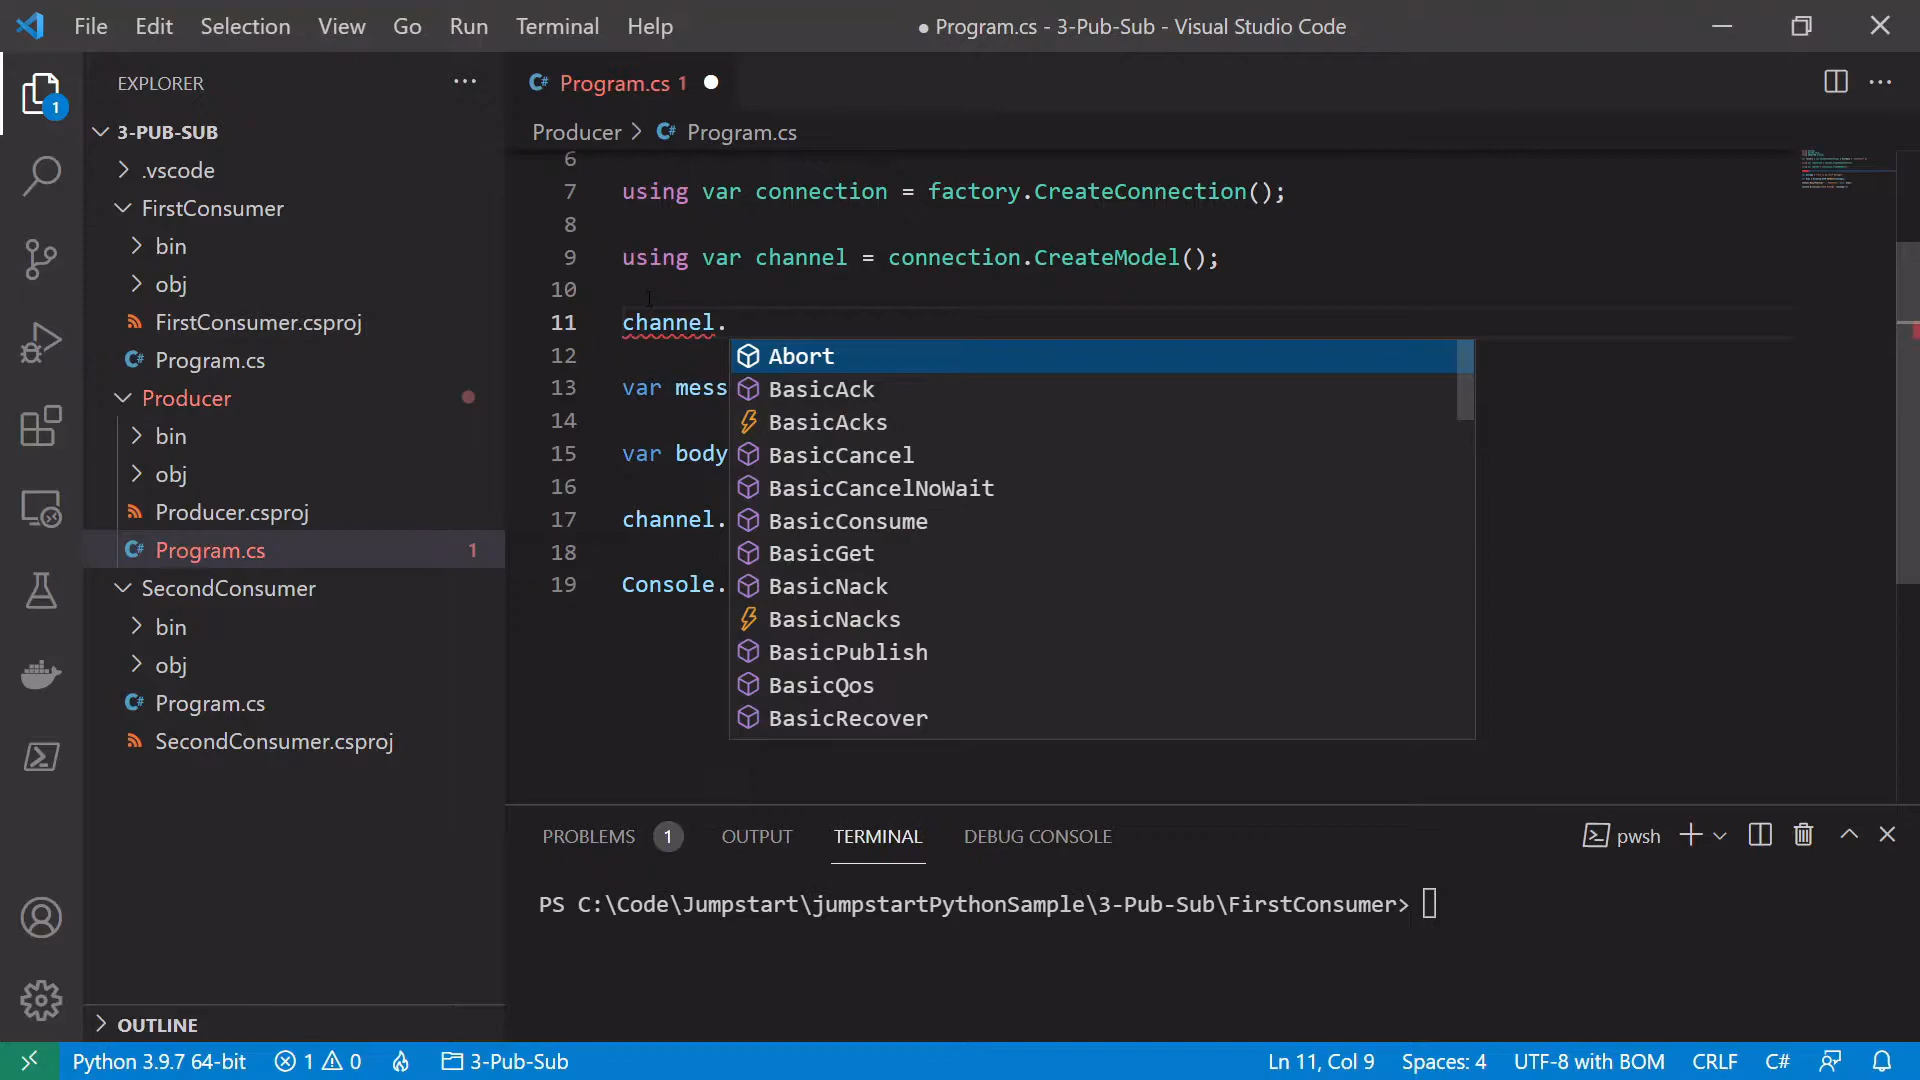 File Edit Selection View Go Run Terminal Help
● Program.cs - 3-Pub-Sub - Visual Studio Code
1
EXPLORER
3-PUB-SUB
.vscode
FirstConsumer
bin
obj
FirstConsumer.csproj
Program.cs
Producer
bin
obj
Producer.csproj
Program.cs 1
SecondConsumer
bin
obj
Program.cs
SecondConsumer.csproj
OUTLINE
Program.cs 1
Producer > Program.cs
6
7 using var connection = factory.CreateConnection();
8
9 using var channel = connection.CreateModel();
10
11 channel.
12
13 var mess
14
15 var body
16
17 channel.
18
19 Console.
Abort
BasicAck
BasicAcks
BasicCancel
BasicCancelNoWait
BasicConsume
BasicGet
BasicNack
BasicNacks
BasicPublish
BasicQos
BasicRecover
PROBLEMS 1 OUTPUT TERMINAL DEBUG CONSOLE
pwsh
PS C:\Code\Jumpstart\jumpstartPythonSample\3-Pub-Sub\FirstConsumer>
Python 3.9.7 64-bit 1 0 3-Pub-Sub
Ln 11, Col 9 Spaces: 4 UTF-8 with BOM CRLF C#